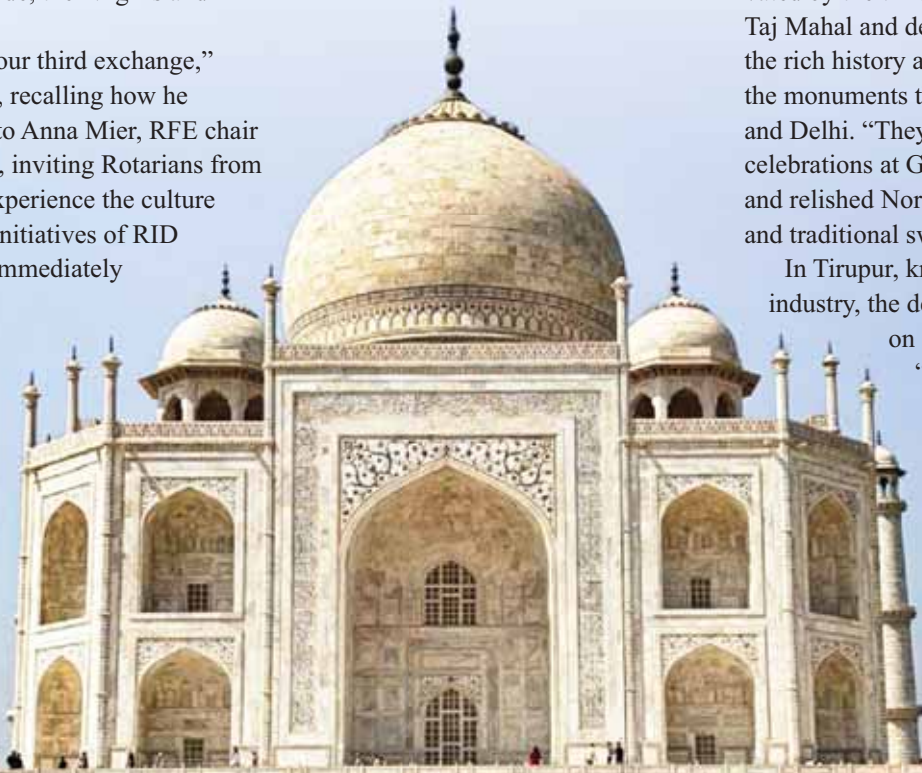 our third exchange,”
, recalling how he
to Anna Mier, RFE chair
, inviting Rotarians from
xperience the culture
nitiatives of RID
mmediately
Taj Mahal and de
the rich history a
the monuments t
and Delhi. “They
celebrations at G
and relished Nor
and traditional sw
In Tirupur, kn
industry, the de
on
‘